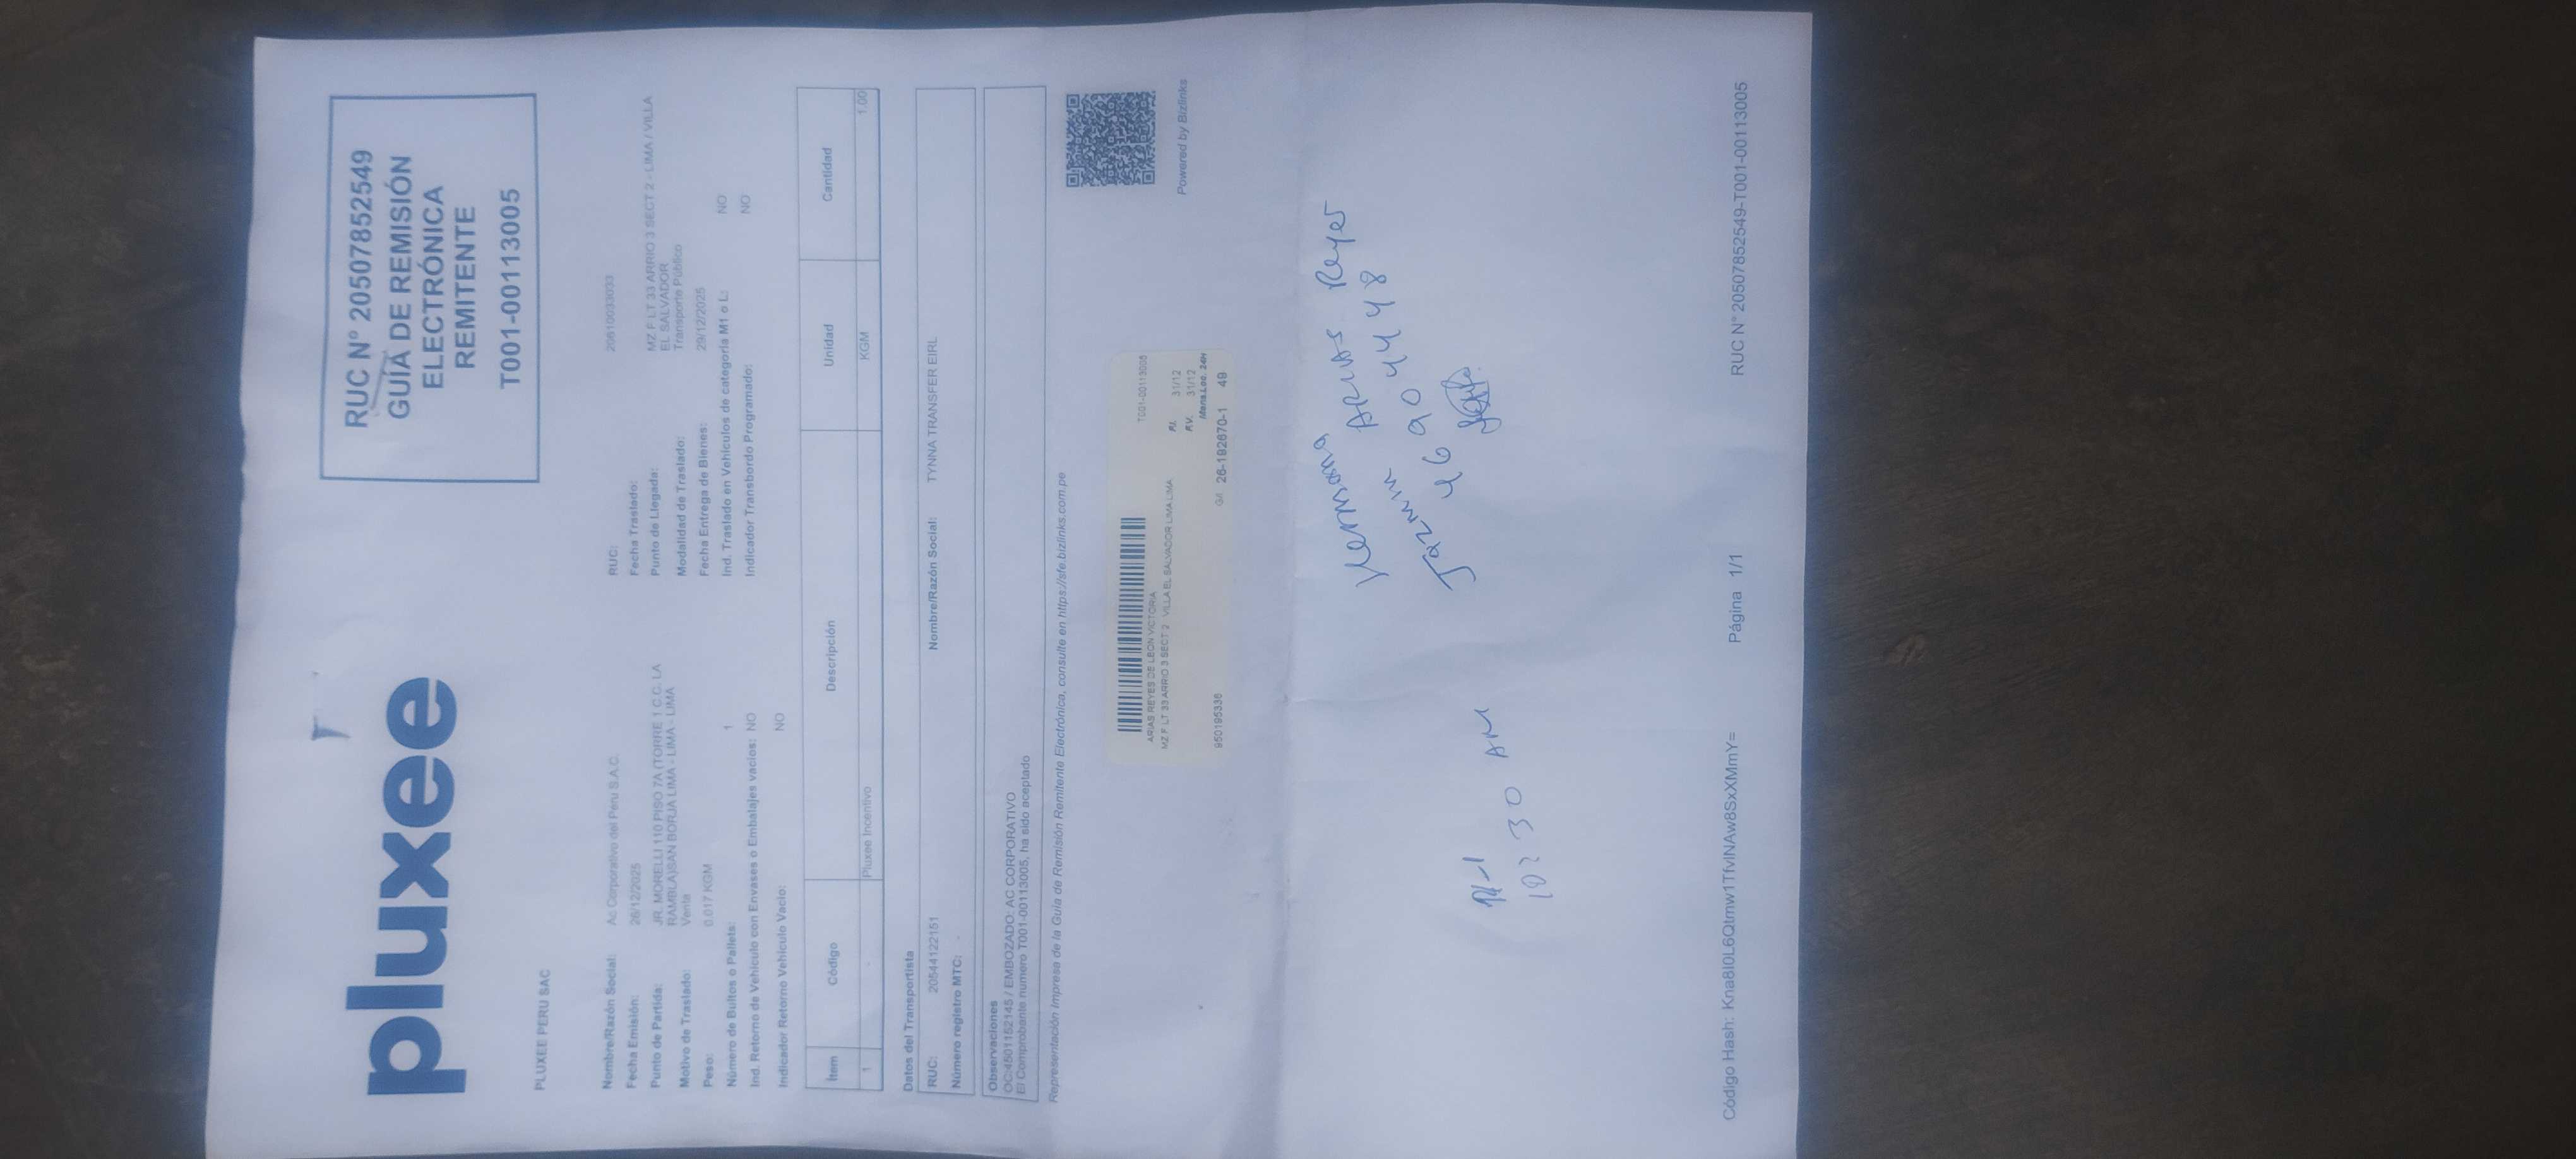 pluxee
RUC N° 20507852549
GUÍA DE REMISIÓN
ELECTRÓNICA
REMITENTE
T001-00113005
PLUXEE PERU SAC
Nombre/Razón Social: Ac Corporativo del Peru S.A.C.
Fecha Emisión: 26/12/2025
Punto de Partida: JR. MORELLI 110 PISO 7A (TORRE 1 C.C. LA
RAMBLA)SAN BORJA LIMA - LIMA - LIMA
Motivo de Traslado: Venta
Peso: 0.017 KGM
Número de Bultos o Pallets: 1
Ind. Retorno de Vehículo con Envases o Embalajes vacíos: NO
Indicador Retorno Vehículo Vacío: NO
RUC: 20610033033
Fecha Traslado:
Punto de Llegada: MZ F LT 33 ARRIO 3 SECT 2 - LIMA / VILLA
EL SALVADOR
Modalidad de Traslado: Transporte Público
Fecha Entrega de Bienes: 29/12/2025
Ind. Traslado en Vehículos de categoría M1 o L: NO
Indicador Transbordo Programado: NO
Ítem Código Descripción Unidad Cantidad
1 - Pluxee Incentivo KGM 1.00
Datos del Transportista
RUC: 20544122151 Nombre/Razón Social: TYNNA TRANSFER EIRL
Número registro MTC: -
Observaciones
OC:4501152145 / EMBOZADO: AC CORPORATIVO
El Comprobante numero T001-00113005, ha sido aceptado
Representación Impresa de la Guía de Remisión Remitente Electrónica, consulte en https://sfe.bizlinks.com.pe
Powered by Bizlinks
T001-00113005
ARIAS REYES DE LEON VICTORIA
MZ F LT 33 ARRIO 3 SECT 2 VILLA EL SALVADOR LIMA LIMA
P.I. 31/12
P.V. 31/12
Mens.Loc. 24H
950195336 G/I. 26-192670-1 49
ARIAS Reyes
Jazmin
46904448
10:30 AM
Código Hash: Kna8I0L6Qtmw1TfvlNAw8SxXMmY= Página 1/1 RUC N° 20507852549-T001-00113005